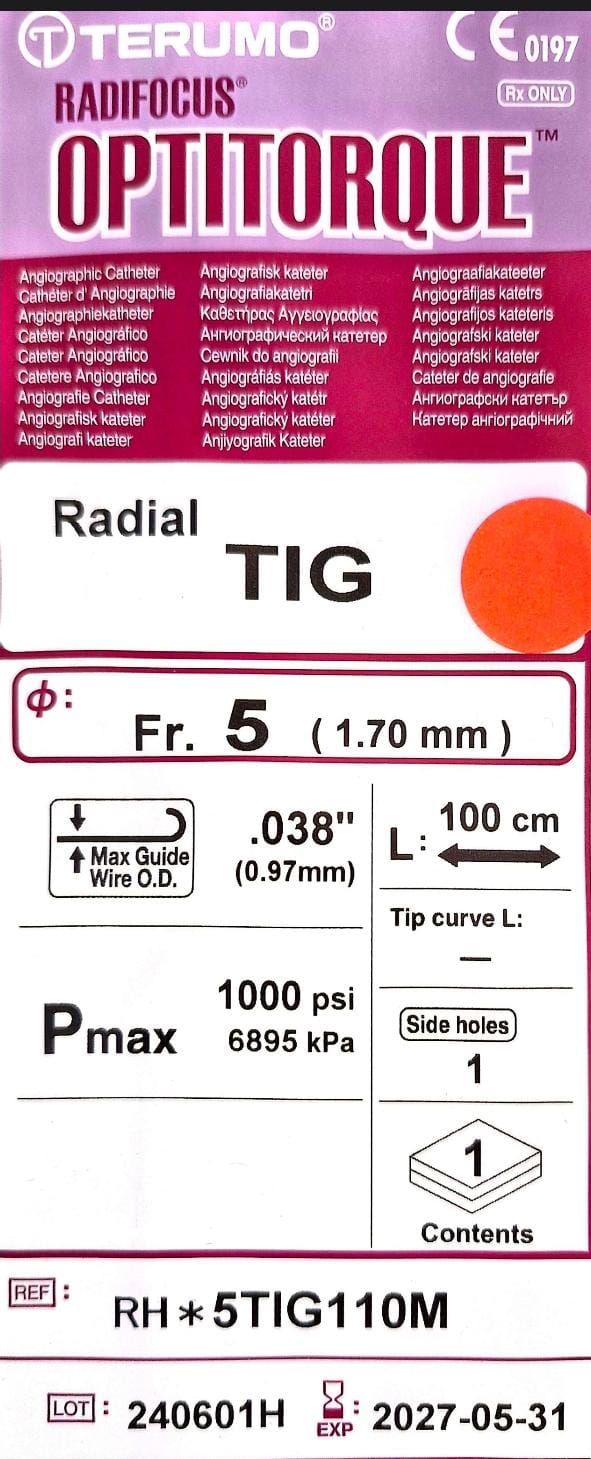 TERUMO®
CE 0197
RADIFOCUS®
Rx ONLY
OPTITORQUE™
Angiographic Catheter
Cathéter d' Angiographie
Angiographiekatheter
Catéter Angiográfico
Cateter Angiográfico
Catetere Angiografico
Angiografie Catheter
Angiografisk kateter
Angiografi kateter
Angiografisk kateter
Angiografiakatetri
Καθετήρας Αγγειογραφίας
Ангиографический катетер
Cewnik do angiografii
Angiográfiás katéter
Angiografický katétr
Angiografický katéter
Anjiyografik Kateter
Angiograafiakateeter
Angiogrāfijas katetrs
Angiografijos kateteris
Angiografski kateter
Angiografski kateter
Cateter de angiografie
Ангиографски катетър
Катетер ангіографічний
Radial
TIG
ϕ:
Fr. 5 (1.70 mm)
Max Guide
Wire O.D.
.038"
(0.97mm)
L: 100 cm
Tip curve L:
—
Pmax
1000 psi
6895 kPa
Side holes
1
1
Contents
REF : RH*5TIG110M
LOT : 240601H
EXP : 2027-05-31